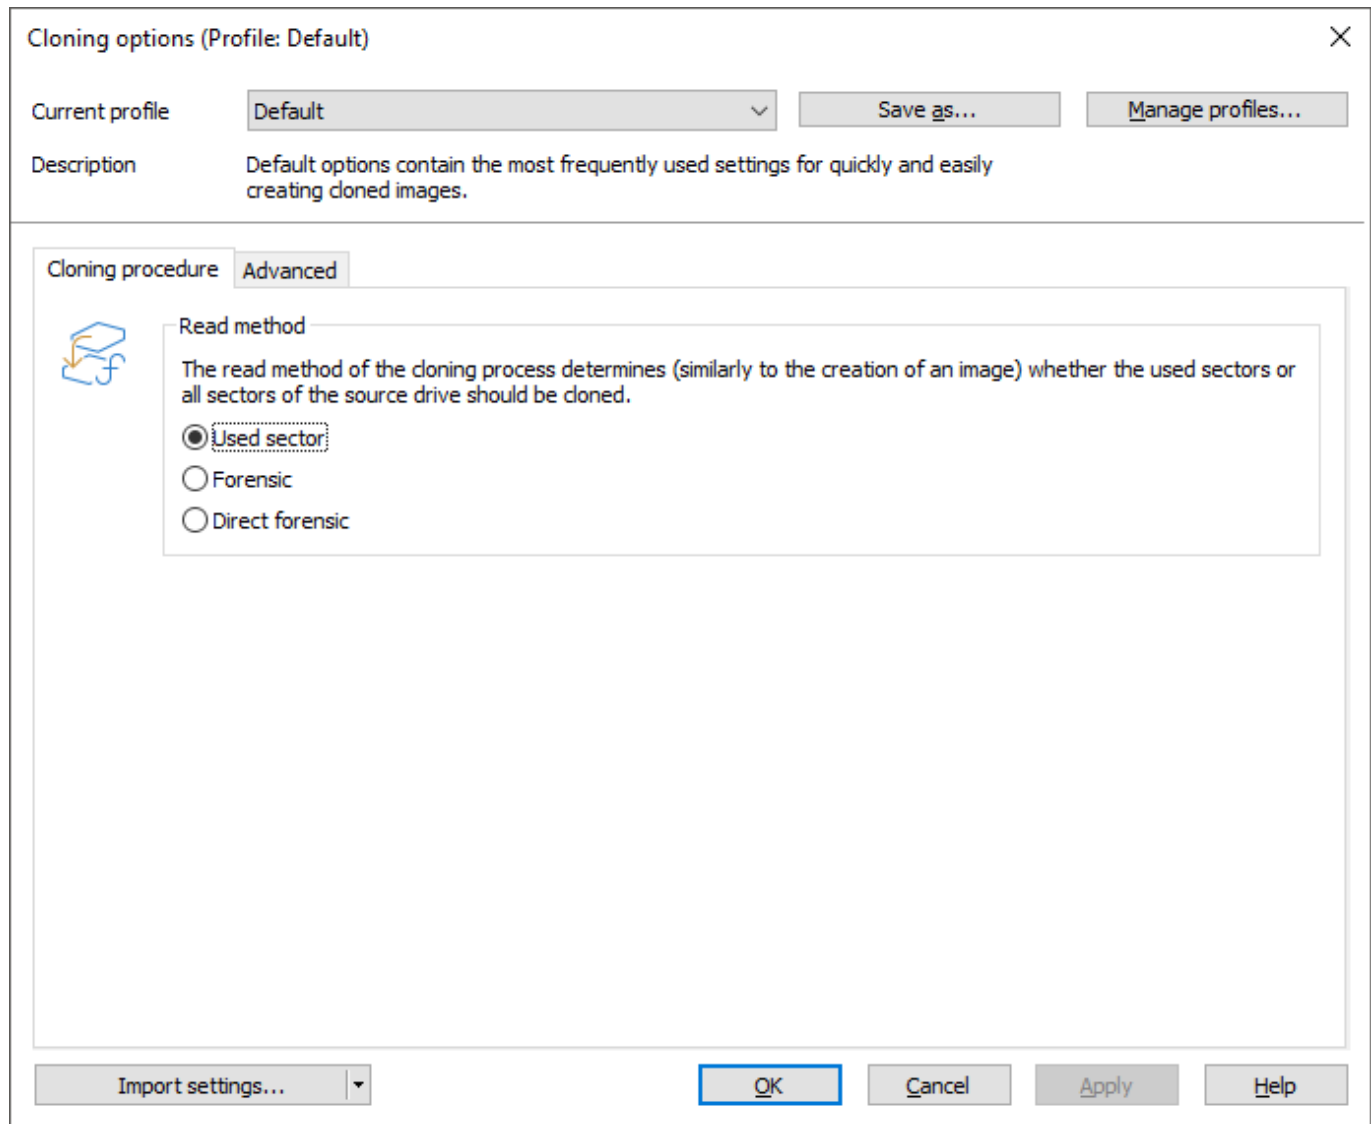 Cloning options (Profile: Default)
Current profile Default Save as... Manage profiles...
Description Default options contain the most frequently used settings for quickly and easily
creating cloned images.
Cloning procedure Advanced
Read method
The read method of the cloning process determines (similarly to the creation of an image) whether the used sectors or
all sectors of the source drive should be cloned.
Used sector
Forensic
Direct forensic
Import settings... OK Cancel Apply Help